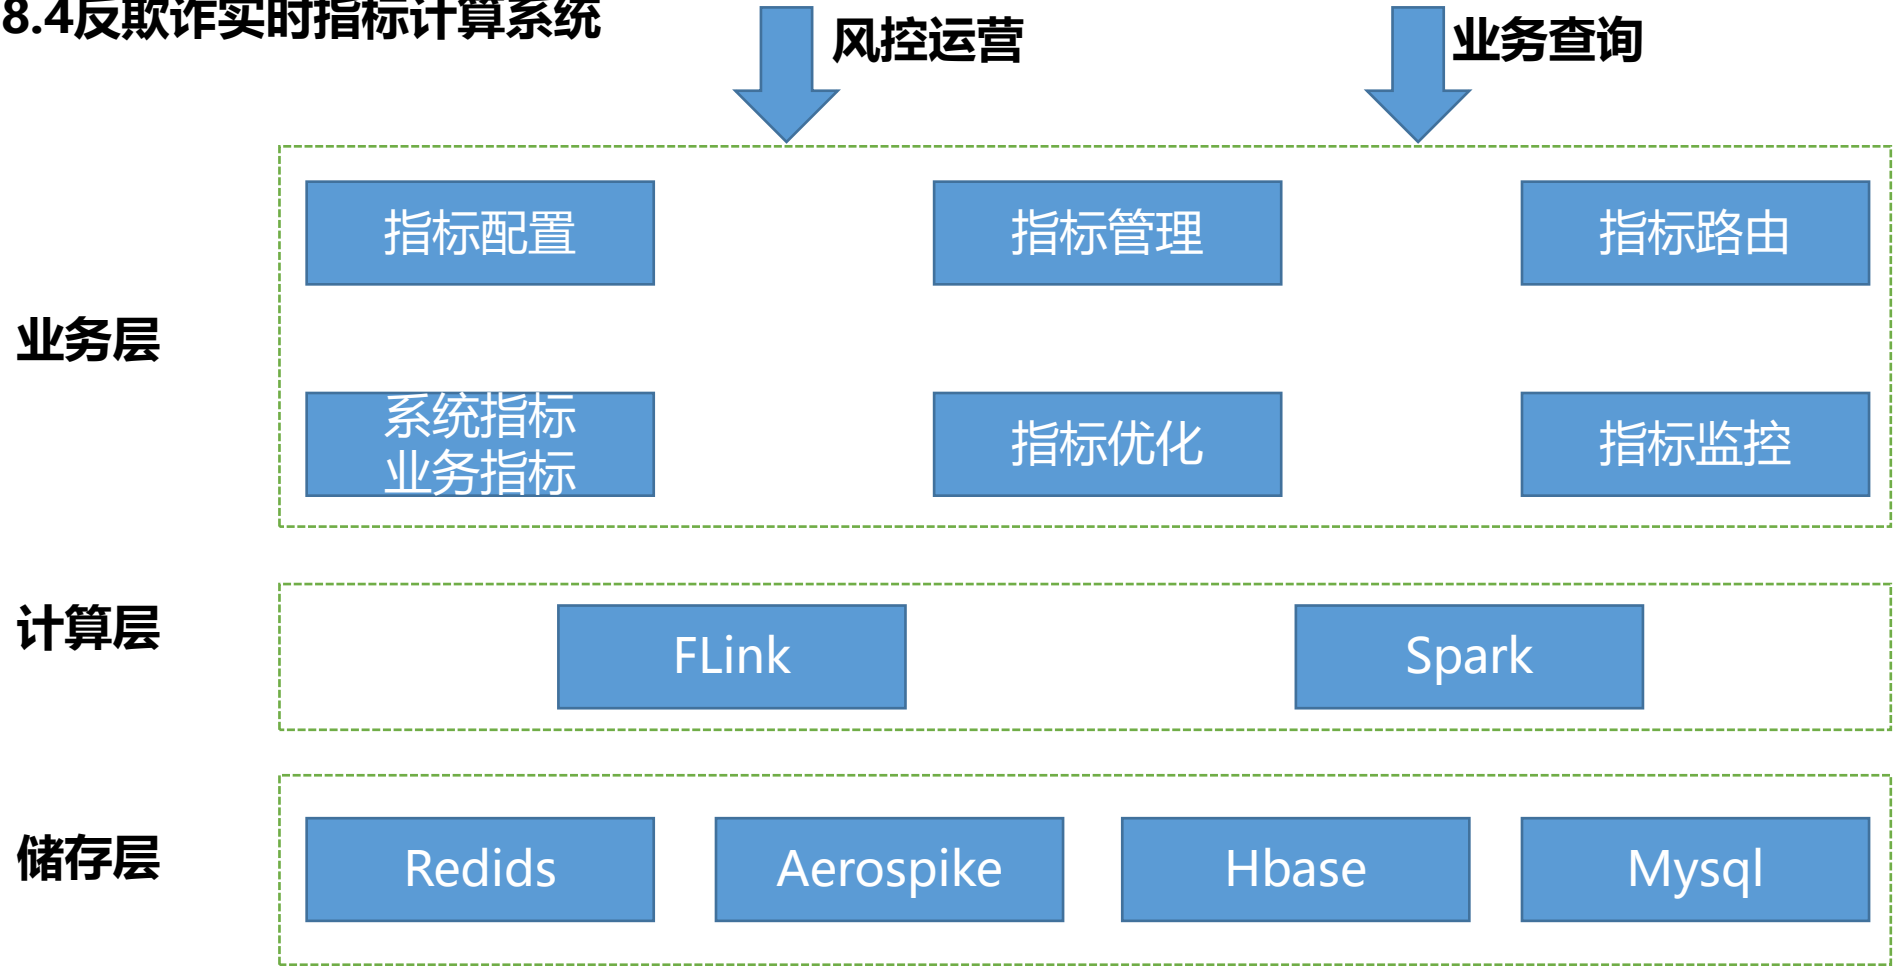 8.4反欺诈实时指标计算系统
风控运营
业务查询
指标配置
指标管理
指标路由
业务层
系统指标
业务指标
指标优化
指标监控
计算层
FLink
Spark
储存层
Redids
Aerospike
Hbase
Mysql